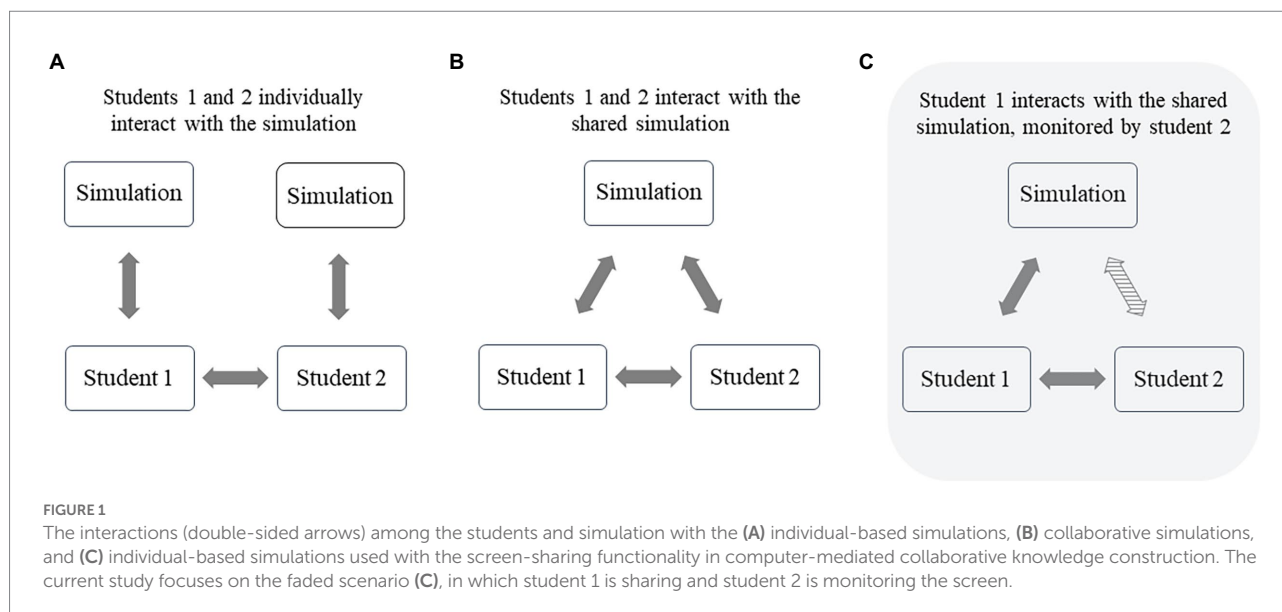 A
Students 1 and 2 individually
interact with the simulation
Simulation
Simulation
Student 1
Student 2
B
Students 1 and 2 interact with the
shared simulation
Simulation
Student 1
Student 2
C
Student 1 interacts with the shared
simulation, monitored by student 2
Simulation
Student 1
Student 2
FIGURE 1
The interactions (double-sided arrows) among the students and simulation with the (A) individual-based simulations, (B) collaborative simulations,
and (C) individual-based simulations used with the screen-sharing functionality in computer-mediated collaborative knowledge construction. The
current study focuses on the faded scenario (C), in which student 1 is sharing and student 2 is monitoring the screen.